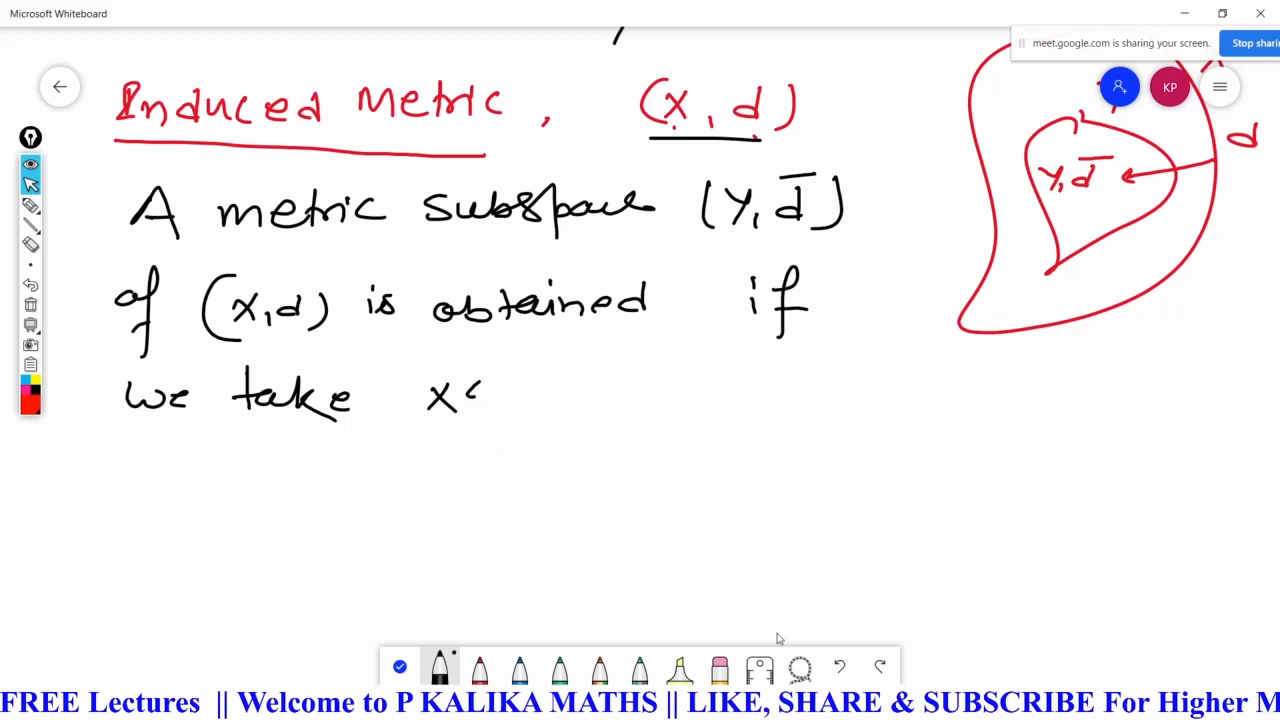 Microsoft Whiteboard
meet.google.com is sharing your screen.
Stop sharin
KP
Induced Metric, (X, d)
d
Y, d̅
A metric subspace (Y, d̅)
of (X, d) is obtained if
we take X
FREE Lectures || Welcome to P KALIKA MATHS || LIKE, SHARE & SUBSCRIBE For Higher M